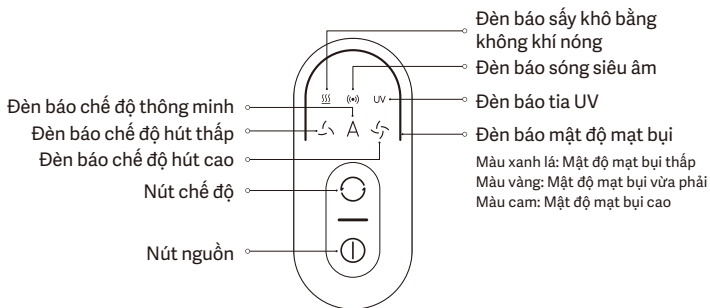 Đèn báo sấy khô bằng
không khí nóng
Đèn báo sóng siêu âm
Đèn báo tia UV
Đèn báo mật độ mạt bụi
Màu xanh lá: Mật độ mạt bụi thấp
Màu vàng: Mật độ mạt bụi vừa phải
Màu cam: Mật độ mạt bụi cao
Đèn báo chế độ thông minh
Đèn báo chế độ hút thấp
Đèn báo chế độ hút cao
Nút chế độ
Nút nguồn
UV
A